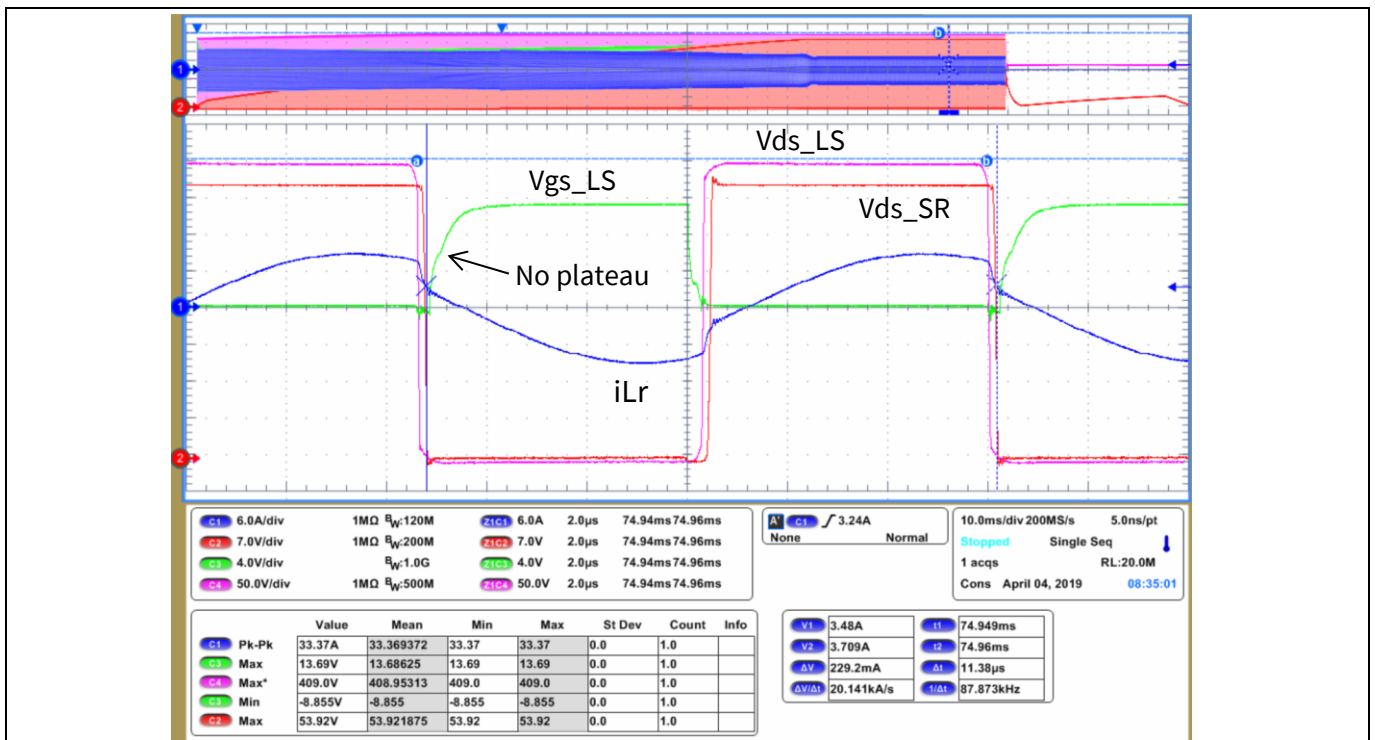 b
1
2
Vds_LS
a
b
Vgs_LS
Vds_SR
No plateau
1
iLr
2
C1 6.0A/div 1MΩ BW:120M Z1C1 6.0A 2.0µs 74.94ms 74.96ms
C2 7.0V/div 1MΩ BW:200M Z1C2 7.0V 2.0µs 74.94ms 74.96ms
C3 4.0V/div BW:1.0G Z1C3 4.0V 2.0µs 74.94ms 74.96ms
C4 50.0V/div 1MΩ BW:500M Z1C4 50.0V 2.0µs 74.94ms 74.96ms
A' C1 3.24A
None Normal
10.0ms/div 200MS/s 5.0ns/pt
Stopped Single Seq
1 acqs RL:20.0M
Cons April 04, 2019 08:35:01
Value Mean Min Max St Dev Count Info
C1 Pk-Pk 33.37A 33.369372 33.37 33.37 0.0 1.0
C3 Max 13.69V 13.68625 13.69 13.69 0.0 1.0
C4 Max* 409.0V 408.95313 409.0 409.0 0.0 1.0
C3 Min -8.855V -8.855 -8.855 -8.855 0.0 1.0
C2 Max 53.92V 53.921875 53.92 53.92 0.0 1.0
V1 3.48A t1 74.949ms
V2 3.709A t2 74.96ms
ΔV 229.2mA Δt 11.38µs
ΔV/Δt 20.141kA/s 1/Δt 87.873kHz